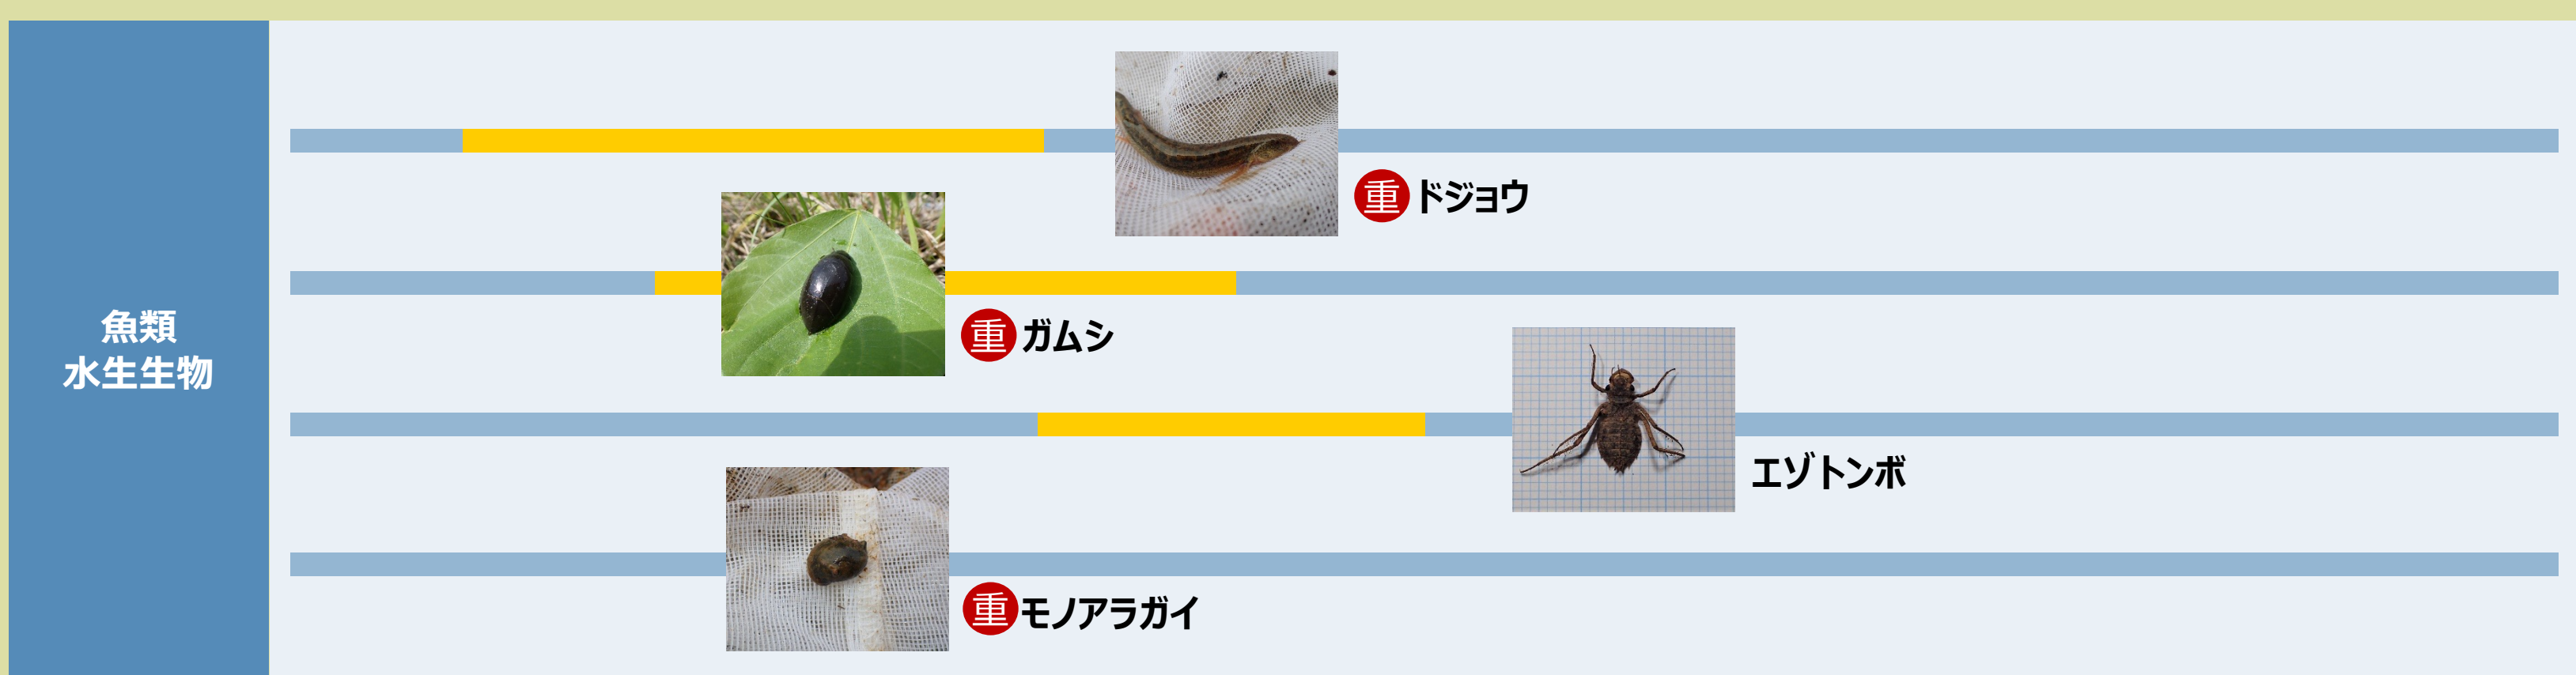 魚類
水生生物
重 ドジョウ
重 ガムシ
エゾトンボ
重 モノアラガイ